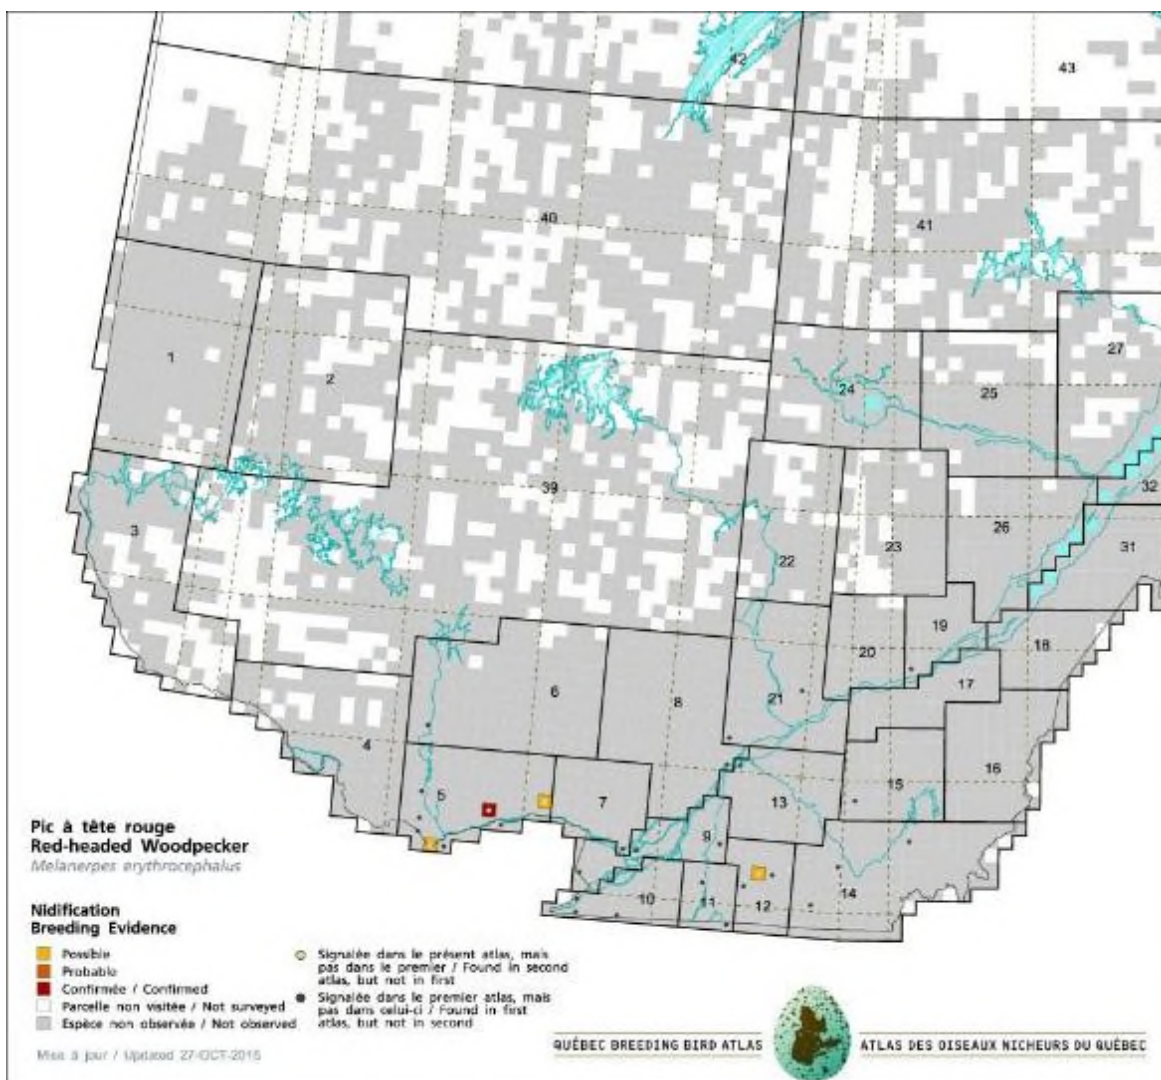 42
43
40
41
1
2
27
24
25
39
32
3
26
31
22
23
19
20
18
17
6
8
21
4
16
15
5
7
13
9
14
10
11
12
Pic à tête rouge
Red-headed Woodpecker
Melanerpes erythrocephalus
Nidification
Breeding Evidence
Possible
Probable
Confirmée / Confirmed
Parcelle non visitée / Not surveyed
Espèce non observée / Not observed
Signalée dans le présent atlas, mais
pas dans le premier / Found in second
atlas, but not in first
Signalée dans le premier atlas, mais
pas dans celui-ci / Found in first
atlas, but not in second
Mise à jour / Updated 27-OCT-2015
QUÉBEC BREEDING BIRD ATLAS
ATLAS DES OISEAUX NICHEURS DU QUÉBEC